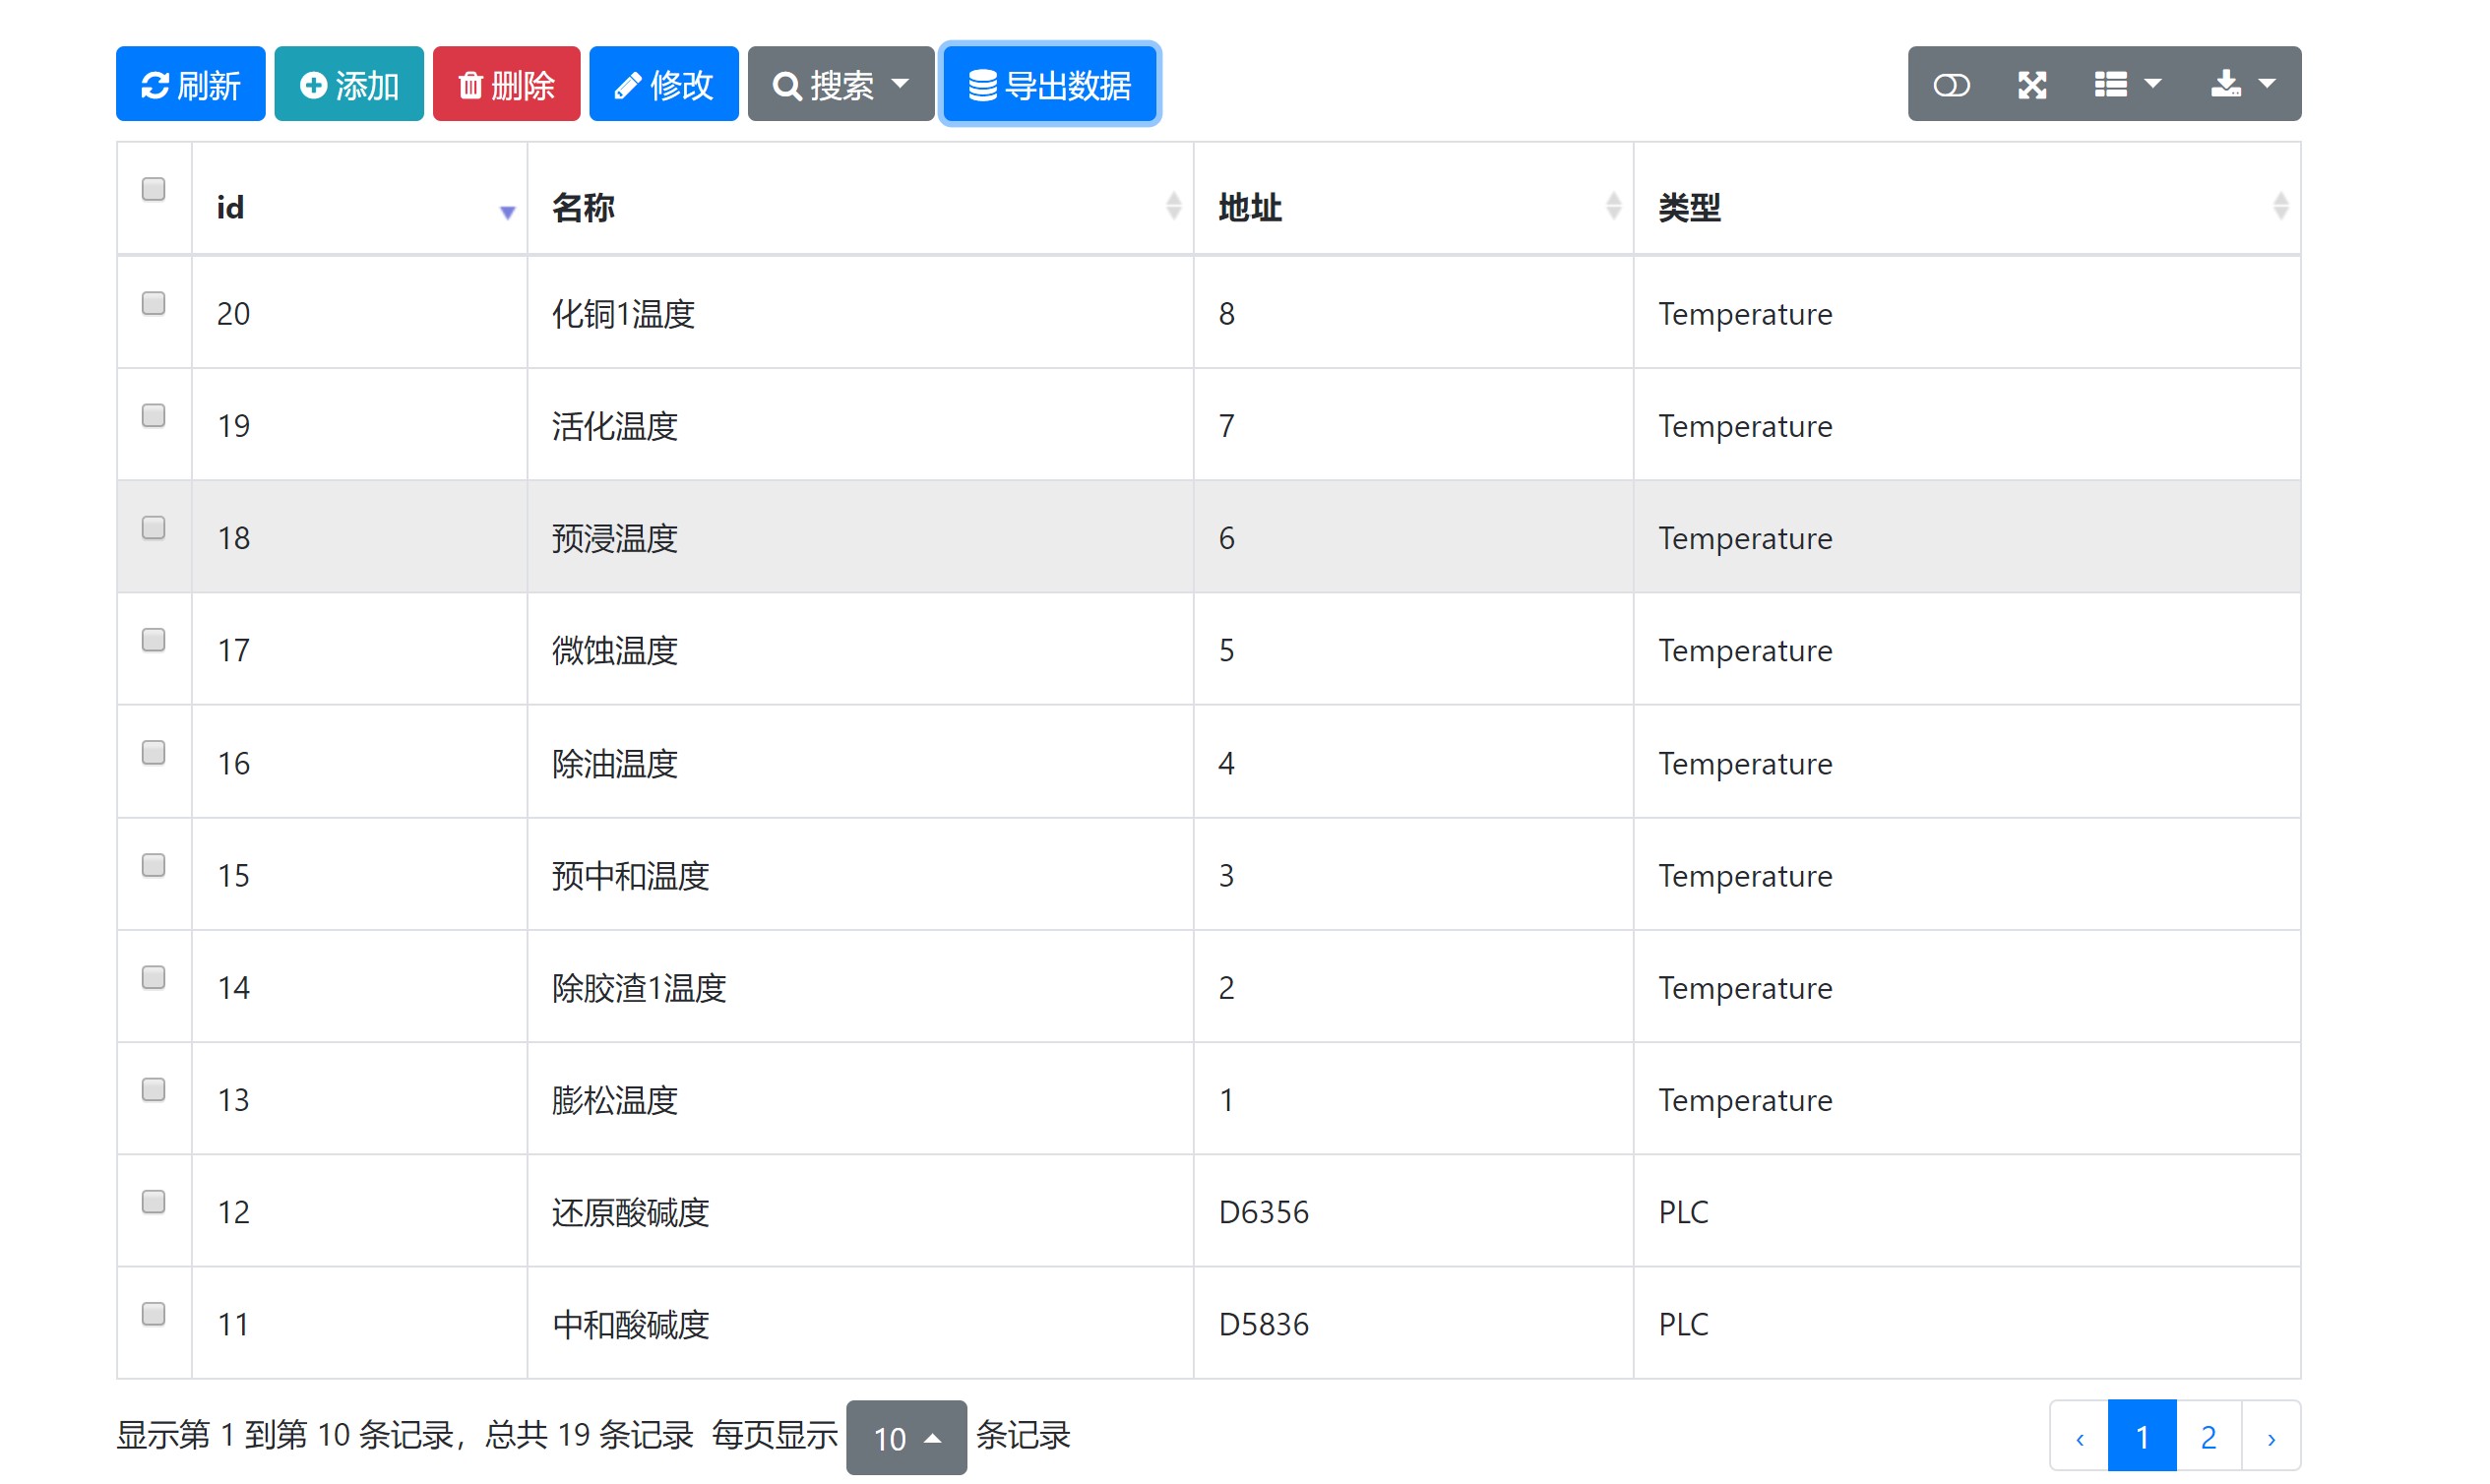 刷新 添加 删除 修改 搜索 导出数据
id 名称 地址 类型
20 化铜1温度 8 Temperature
19 活化温度 7 Temperature
18 预浸温度 6 Temperature
17 微蚀温度 5 Temperature
16 除油温度 4 Temperature
15 预中和温度 3 Temperature
14 除胶渣1温度 2 Temperature
13 膨松温度 1 Temperature
12 还原酸碱度 D6356 PLC
11 中和酸碱度 D5836 PLC
显示第 1 到第 10 条记录，总共 19 条记录 每页显示 10 条记录 ‹ 1 2 ›